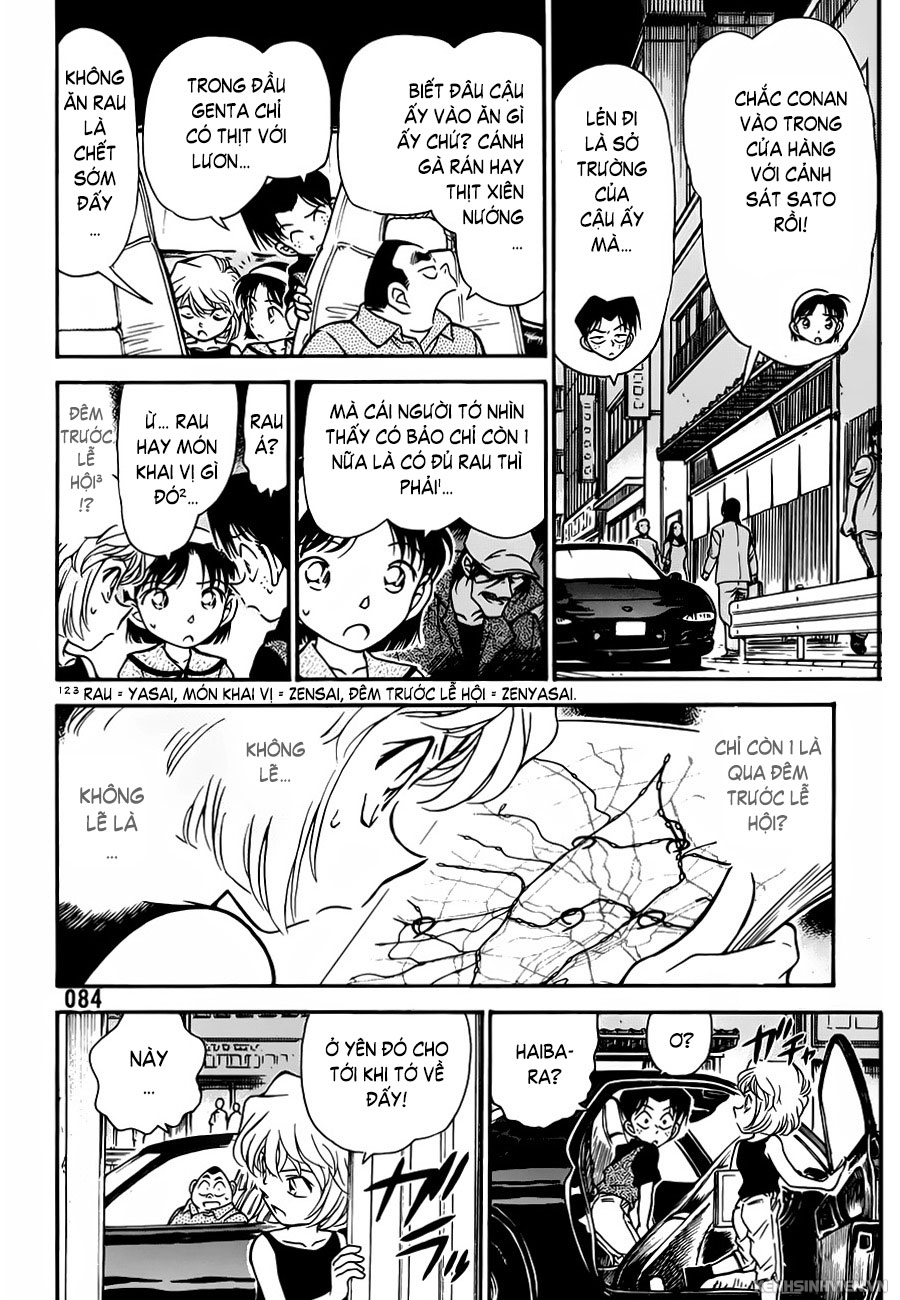 CHẮC CONAN
VÀO TRONG
CỬA HÀNG
VỚI CẢNH
SÁT SATO
RỒI!
LẺN ĐI
LÀ SỞ
TRƯỜNG
CỦA
CẬU ẤY
MÀ...
BIẾT ĐÂU CẬU
ẤY VÀO ĂN GÌ
ẤY CHỨ? CÁNH
GÀ RÁN HAY
THỊT XIÊN
NƯỚNG
...
TRONG ĐẦU
GENTA CHỈ
CÓ THỊT VỚI
LƯƠN...
KHÔNG
ĂN RAU
LÀ
CHẾT
SỚM
ĐẤY
...
MÀ CÁI NGƯỜI TỚ NHÌN
THẤY CÓ BẢO CHỈ CÒN 1
NỮA LÀ CÓ ĐỦ RAU THÌ
PHẢI¹...
RAU
Á?
Ừ... RAU
HAY MÓN
KHAI VỊ GÌ
ĐÓ²...
ĐÊM
TRƯỚC
LỄ
HỘI³
!?
¹²³ RAU = YASAI, MÓN KHAI VỊ = ZENSAI, ĐÊM TRƯỚC LỄ HỘI = ZENYASAI.
CHỈ CÒN 1 LÀ
QUA ĐÊM
TRƯỚC LỄ
HỘI?
KHÔNG
LẼ...
KHÔNG
LẼ LÀ
...
084
Ơ?
HAIBA-
RA?
ガチャ
Ở YÊN ĐÓ CHO
TỚI KHI TỚ VỀ
ĐẤY!
NÀY
...
KENHSINHVIEN.VN